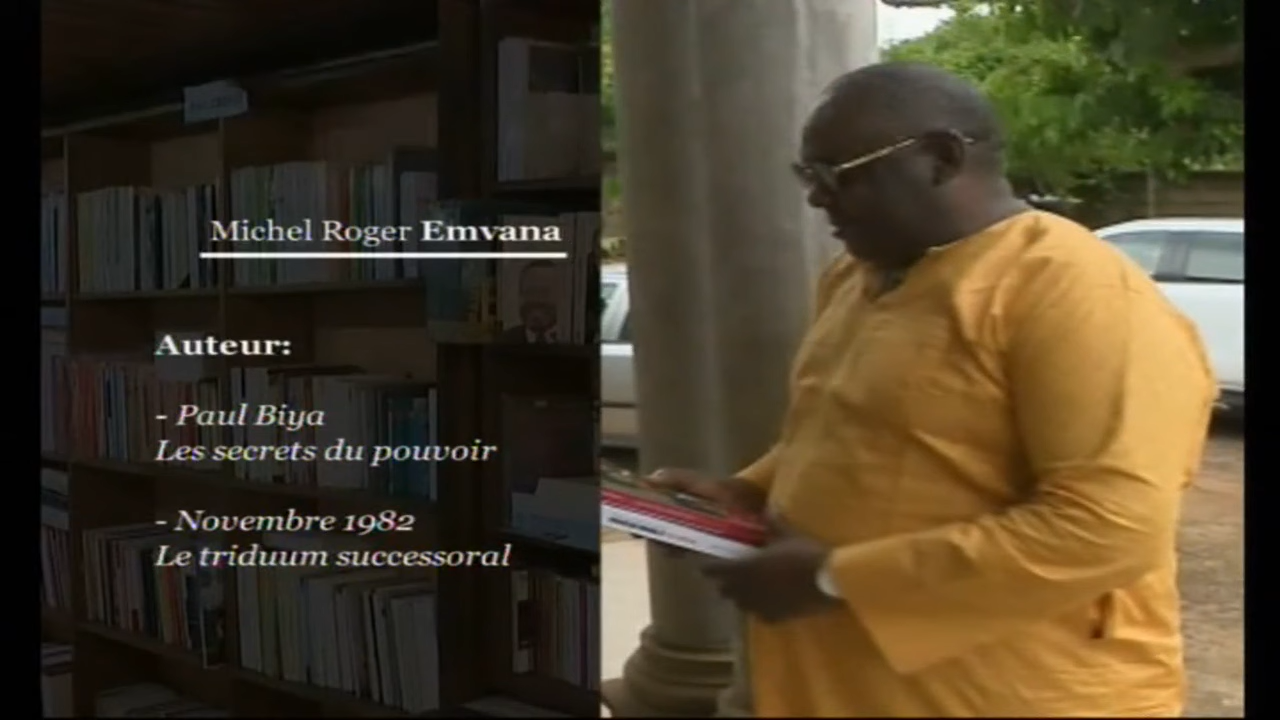 Michel Roger Emvana
Auteur:
- Paul Biya
Les secrets du pouvoir
- Novembre 1982
Le triduum successoral